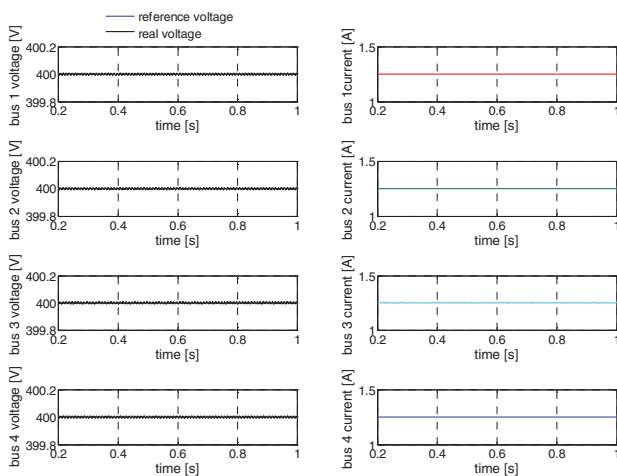 reference voltage
real voltage
bus 1 voltage [V]
400.2
400
399.8
0.2 0.4 0.6 0.8 1
time [s]
bus 1current [A]
1.5
1
0.2 0.4 0.6 0.8 1
time [s]
bus 2 voltage [V]
400.2
400
399.8
0.2 0.4 0.6 0.8 1
time [s]
bus 2 current [A]
1.5
1
0.2 0.4 0.6 0.8 1
time [s]
bus 3 voltage [V]
400.2
400
399.8
0.2 0.4 0.6 0.8 1
time [s]
bus 3 current [A]
1.5
1
0.2 0.4 0.6 0.8 1
time [s]
bus 4 voltage [V]
400.2
400
399.8
0.2 0.4 0.6 0.8 1
time [s]
bus 4 current [A]
1.5
1
0.2 0.4 0.6 0.8 1
time [s]